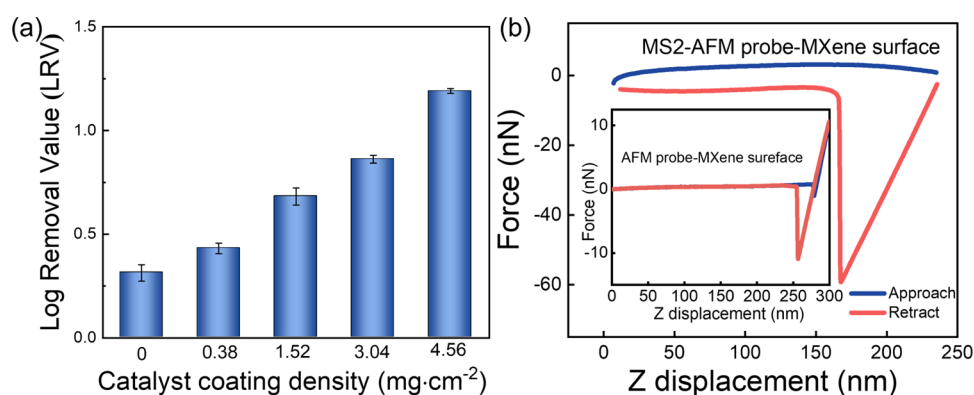 (a)
Log Removal Value (LRV)
1.5
1.0
0.5
0.0
0 0.38 1.52 3.04 4.56
Catalyst coating density (mg·cm⁻²)
(b)
MS2-AFM probe-MXene surface
Force (nN)
0
-20
-40
-60
AFM probe-MXene sureface
Force (nN)
10
0
-10
0 50 100 150 200 250 300
Z displacement (nm)
Approach
Retract
0 50 100 150 200 250
Z displacement (nm)